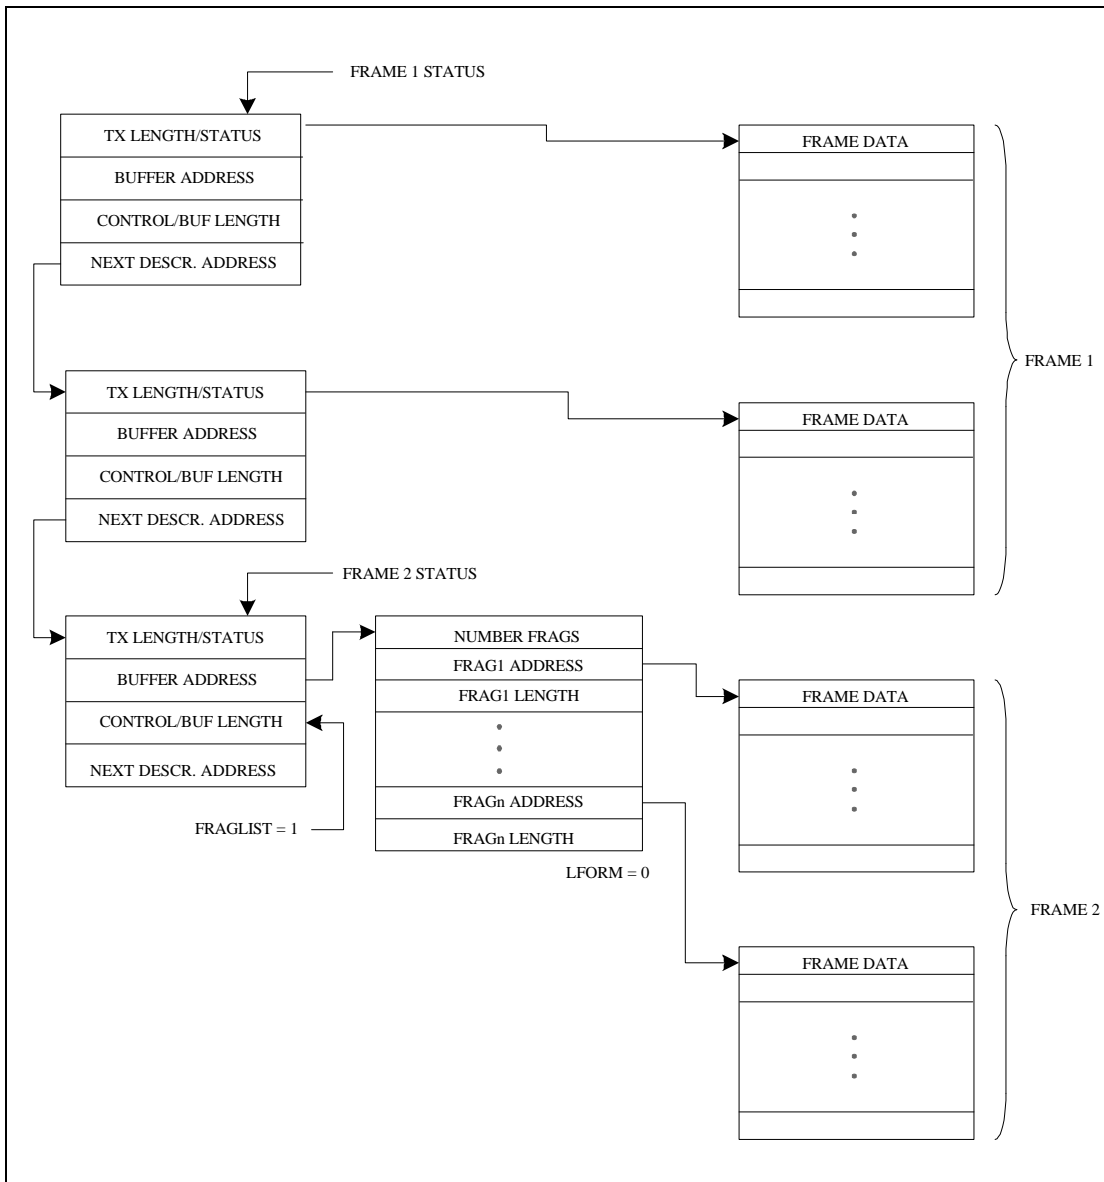 FRAME 1 STATUS
TX LENGTH/STATUS
BUFFER ADDRESS
CONTROL/BUF LENGTH
NEXT DESCR. ADDRESS
FRAME DATA
FRAME 1
TX LENGTH/STATUS
BUFFER ADDRESS
CONTROL/BUF LENGTH
NEXT DESCR. ADDRESS
FRAME DATA
FRAME 2 STATUS
TX LENGTH/STATUS
BUFFER ADDRESS
CONTROL/BUF LENGTH
NEXT DESCR. ADDRESS
FRAGLIST = 1
NUMBER FRAGS
FRAG1 ADDRESS
FRAG1 LENGTH
FRAGn ADDRESS
FRAGn LENGTH
LFORM = 0
FRAME DATA
FRAME 2
FRAME DATA